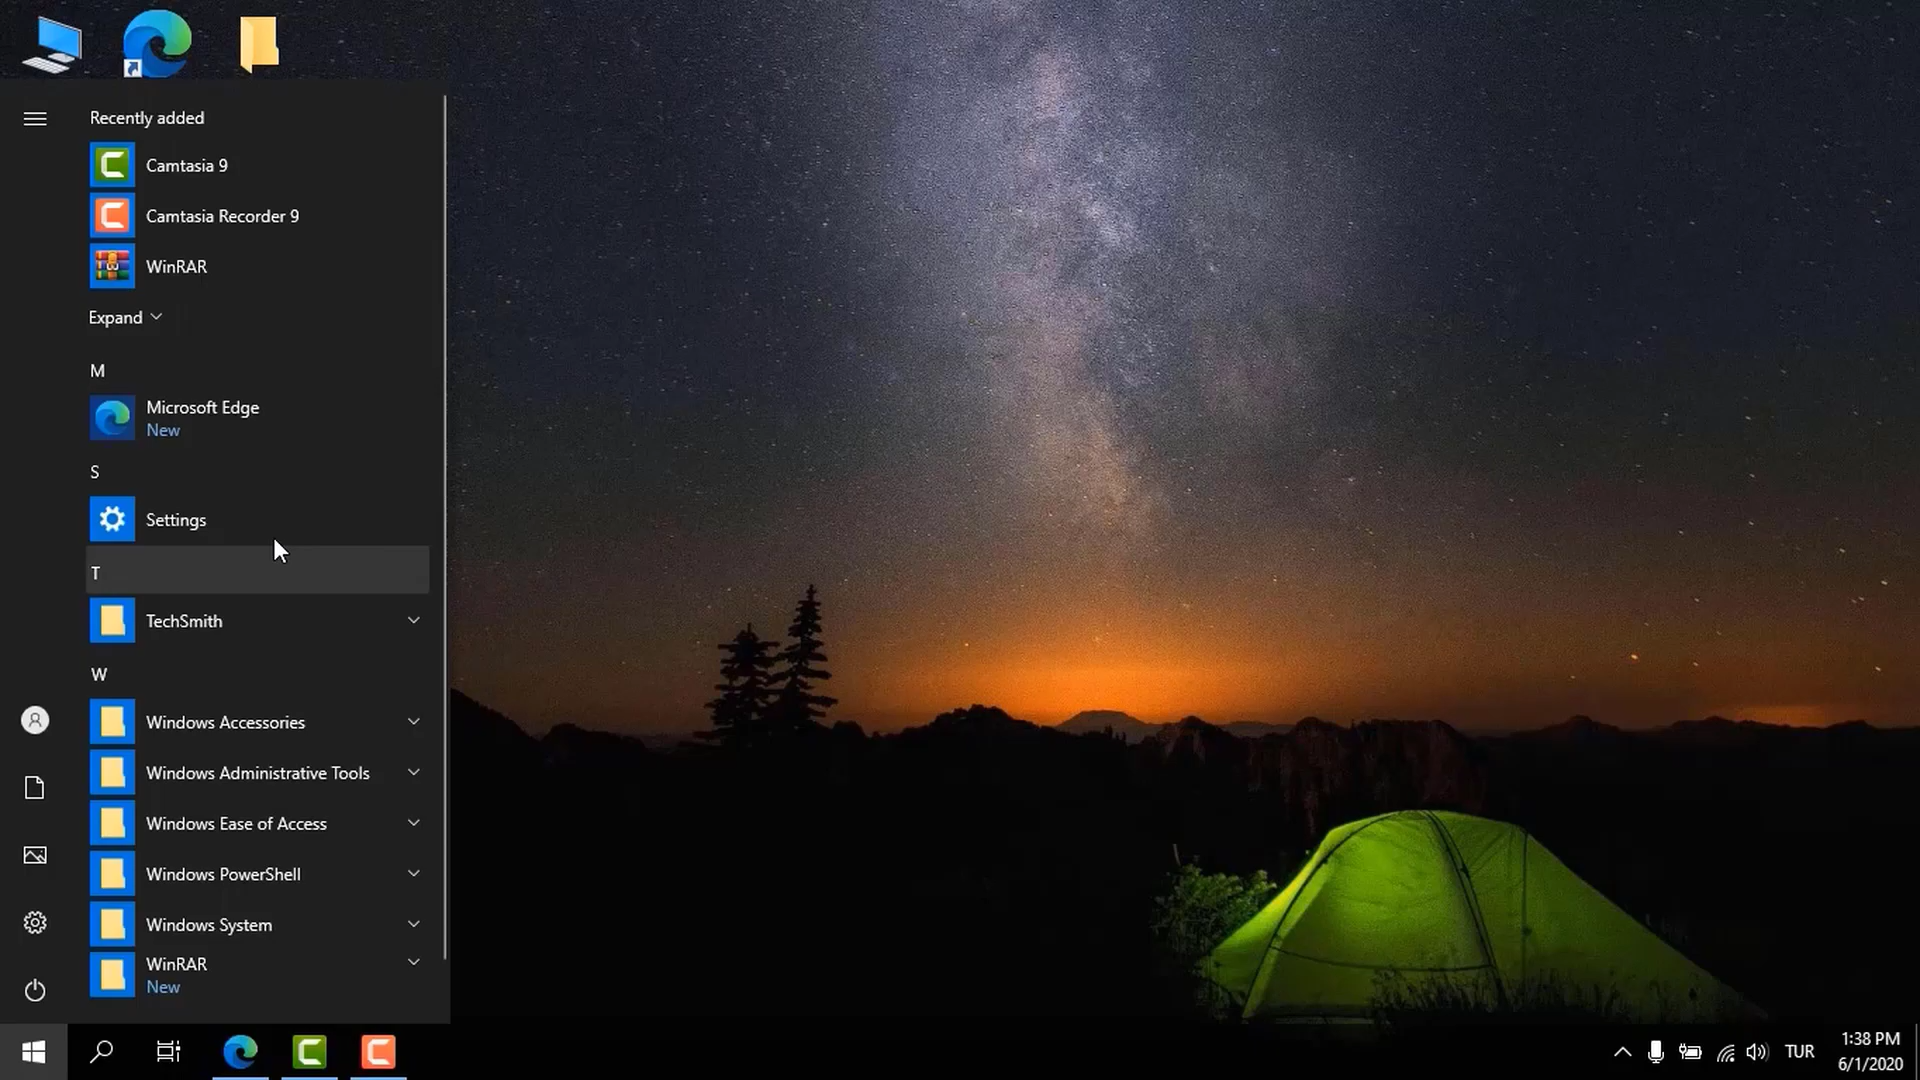 Recently added
Camtasia 9
Camtasia Recorder 9
WinRAR
Expand
M
Microsoft Edge
New
S
Settings
T
TechSmith
W
Windows Accessories
Windows Administrative Tools
Windows Ease of Access
Windows PowerShell
Windows System
WinRAR
New
TUR
1:38 PM
6/1/2020